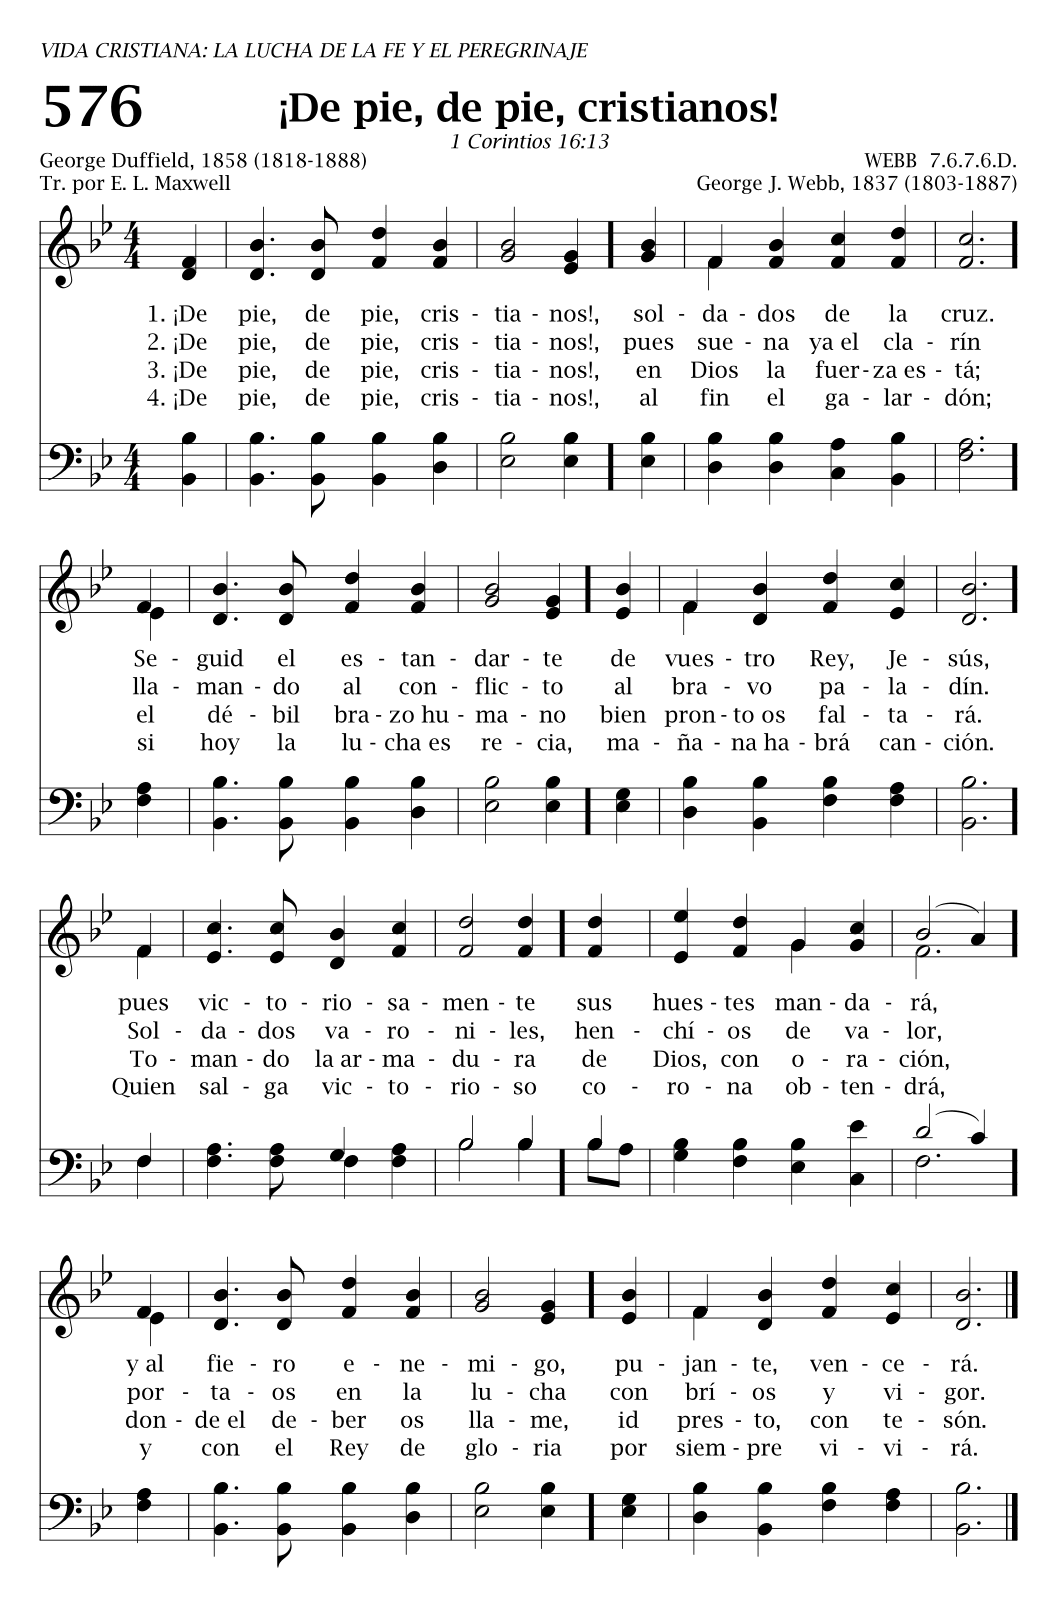 VIDA CRISTIANA: LA LUCHA DE LA FE Y EL PEREGRINAJE
576
¡De pie, de pie, cristianos!
1 Corintios 16:13
George Duffield, 1858 (1818-1888)
WEBB 7.6.7.6.D.
Tr. por E. L. Maxwell
George J. Webb, 1837 (1803-1887)
1. ¡De pie, de pie, cris - tia - nos!, sol - da - dos de la cruz.
2. ¡De pie, de pie, cris - tia - nos!, pues sue - na ya el cla - rín
3. ¡De pie, de pie, cris - tia - nos!, en Dios la fuer - za es - tá;
4. ¡De pie, de pie, cris - tia - nos!, al fin el ga - lar - dón;
Se - guid el es - tan - dar - te de vues - tro Rey, Je - sús,
lla - man - do al con - flic - to al bra - vo pa - la - dín.
el dé - bil bra - zo hu - ma - no bien pron - to os fal - ta - rá.
si hoy la lu - cha es re - cia, ma - ña - na ha - brá can - ción.
pues vic - to - rio - sa - men - te sus hues - tes man - da - rá,
Sol - da - dos va - ro - ni - les, hen - chí - os de va - lor,
To - man - do la ar - ma - du - ra de Dios, con o - ra - ción,
Quien sal - ga vic - to - rio - so co - ro - na ob - ten - drá,
y al fie - ro e - ne - mi - go, pu - jan - te, ven - ce - rá.
por - ta - os en la lu - cha con brí - os y vi - gor.
don - de el de - ber os lla - me, id pres - to, con te - són.
y con el Rey de glo - ria por siem - pre vi - vi - rá.